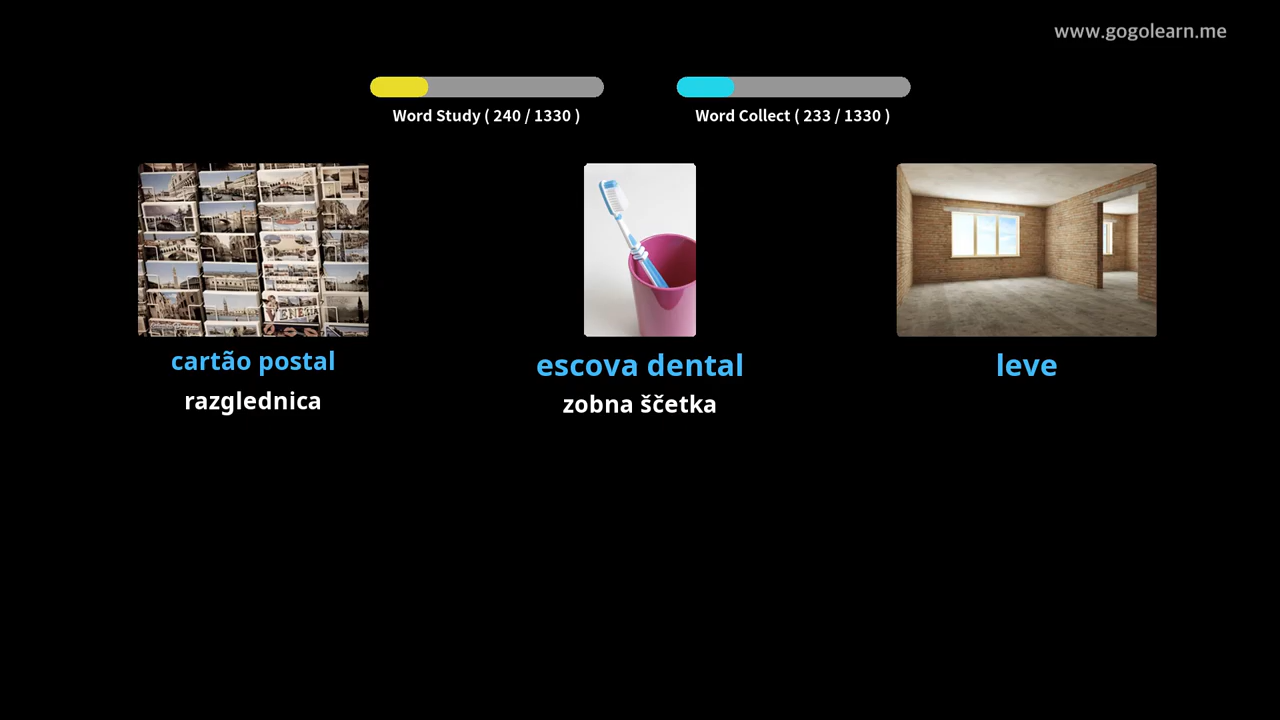 www.gogolearn.me
Word Study ( 240 / 1330 )
Word Collect ( 233 / 1330 )
cartão postal
escova dental
leve
razglednica
zobna ščetka